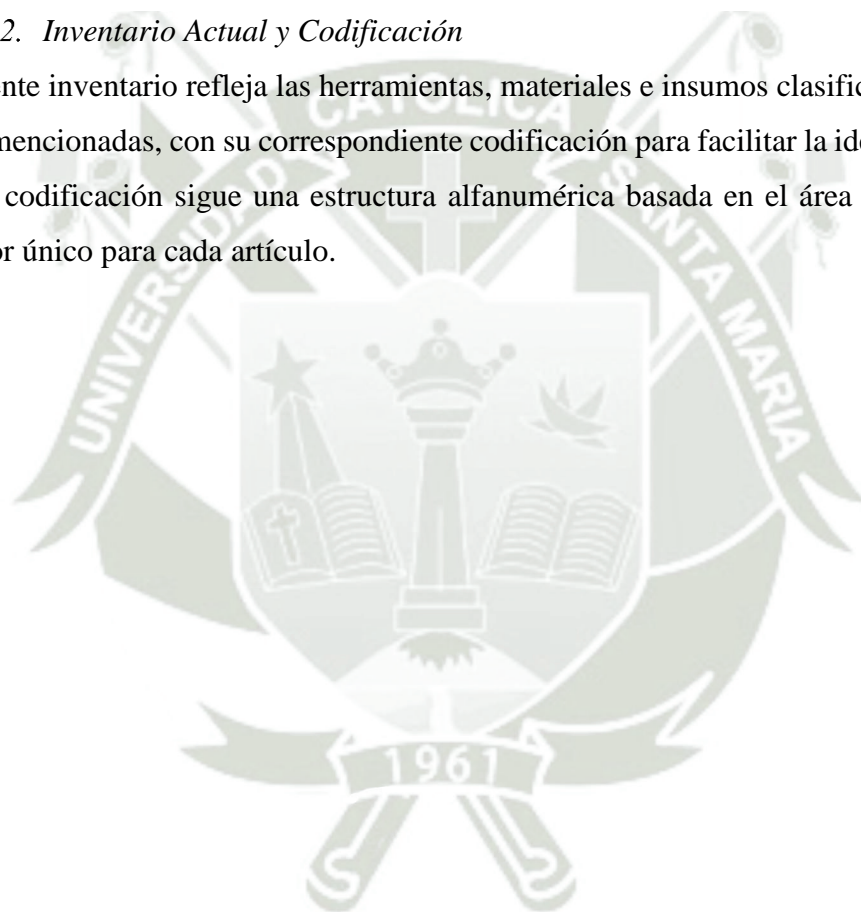 2. Inventario Actual y Codificación
nte inventario refleja las herramientas, materiales e insumos clasific
mencionadas, con su correspondiente codificación para facilitar la ide
codificación sigue una estructura alfanumérica basada en el área
or único para cada artículo.
UNIVERSIDAD CATOLICA SANTA MARIA
1961